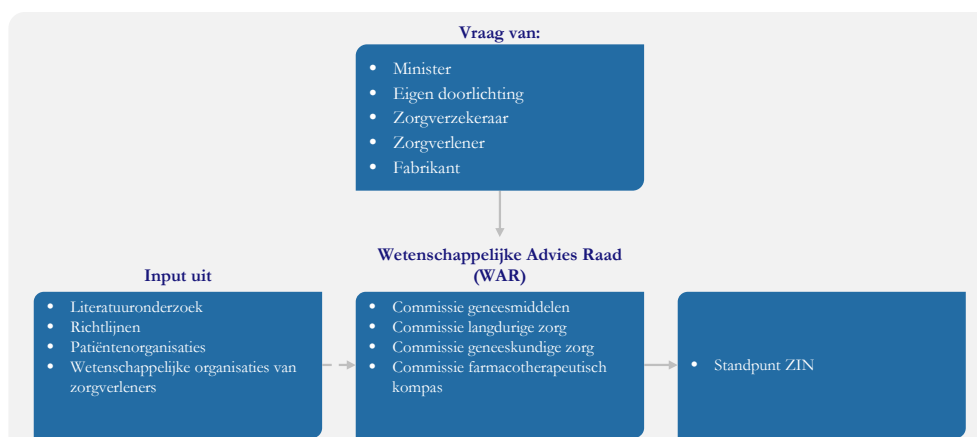 Vraag van:
• Minister
• Eigen doorlichting
• Zorgverzekeraar
• Zorgverlener
• Fabrikant
Input uit
• Literatuuronderzoek
• Richtlijnen
• Patiëntenorganisaties
• Wetenschappelijke organisaties van
zorgverleners
Wetenschappelijke Advies Raad
(WAR)
• Commissie geneesmiddelen
• Commissie langdurige zorg
• Commissie geneeskundige zorg
• Commissie farmacotherapeutisch
kompas
• Standpunt ZIN